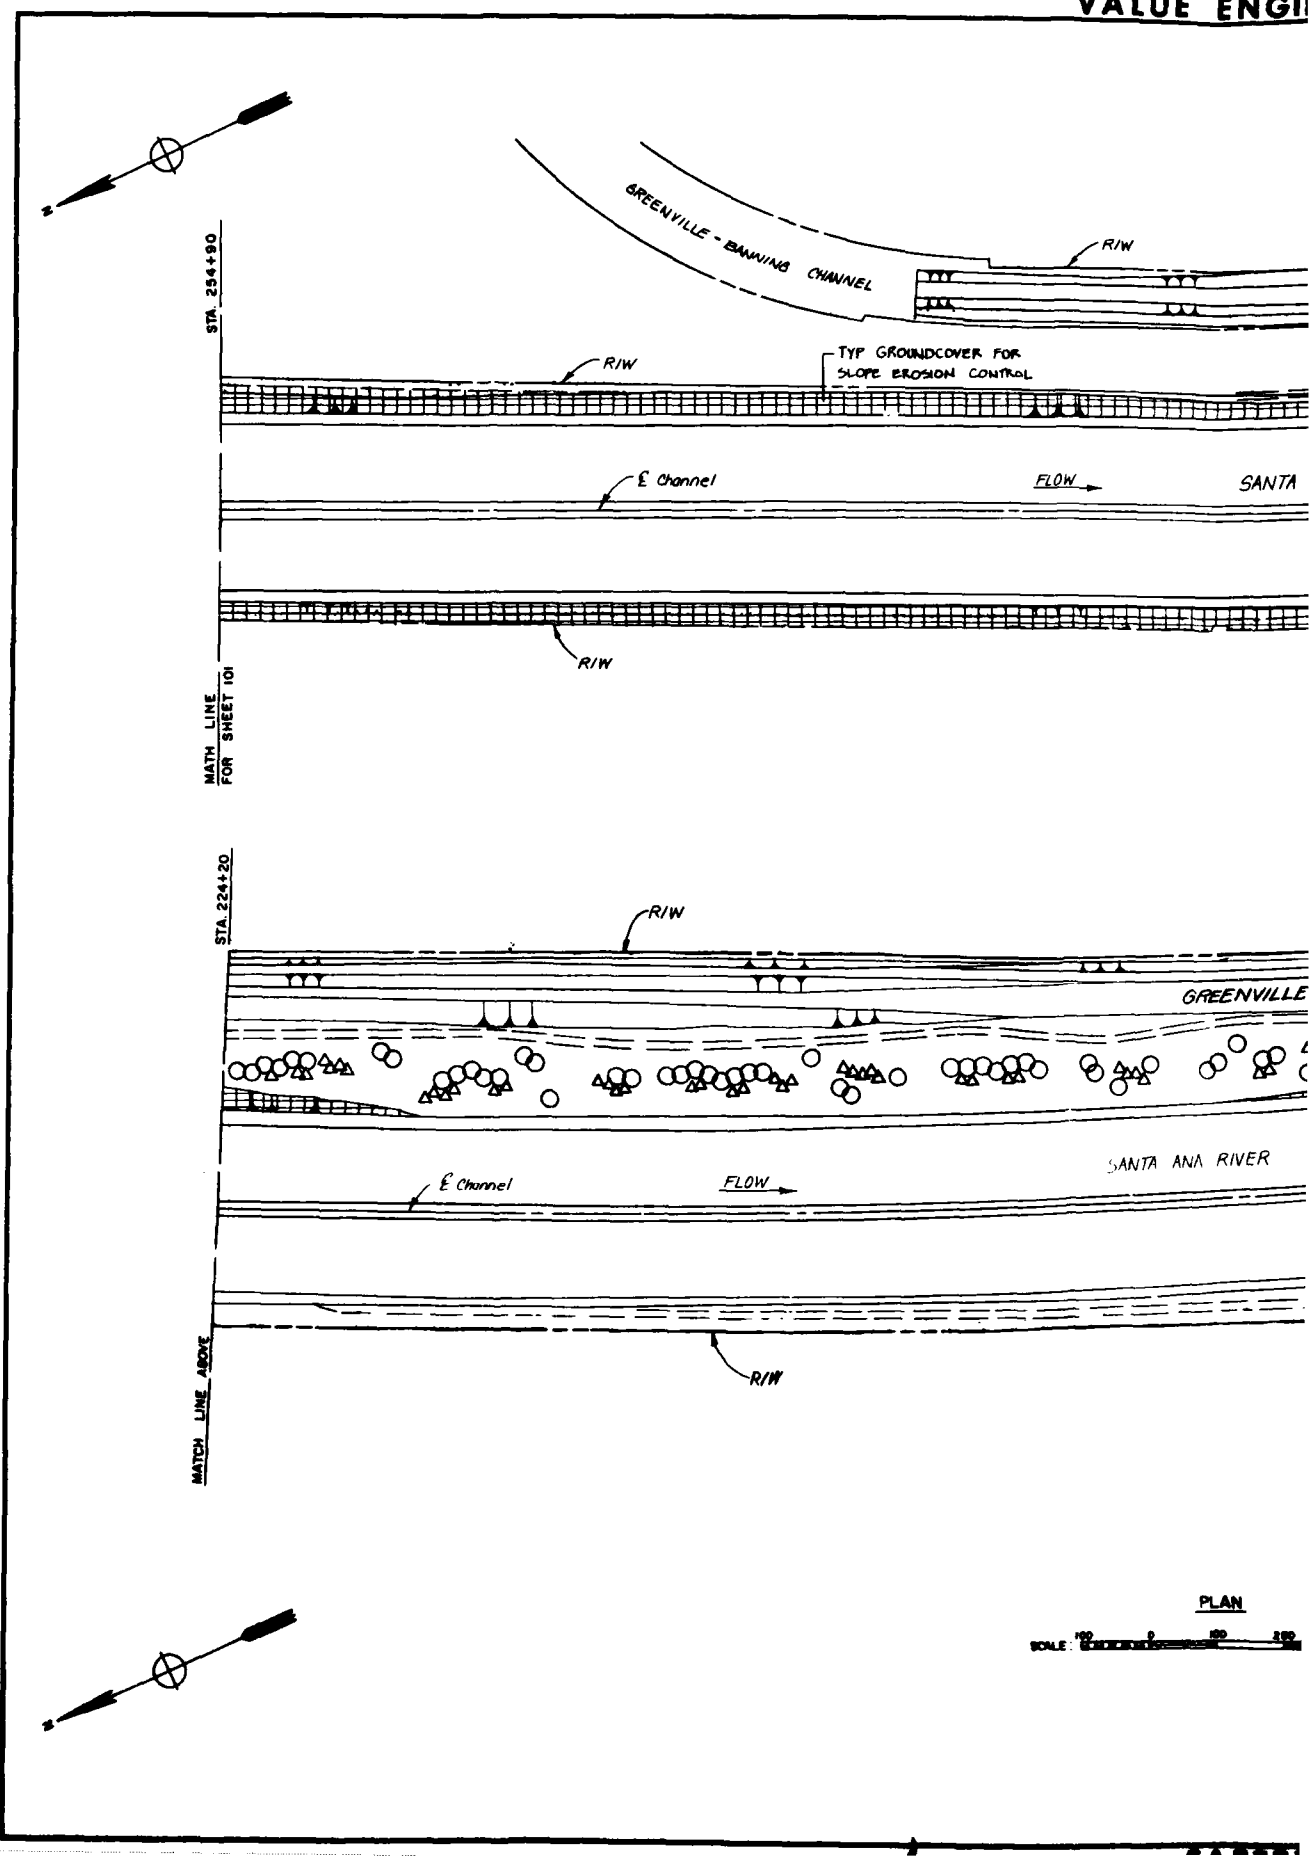 VALUE
N
GREENVILLE - BANNING CHANNEL
R/W
STA. 254+90
TYP GROUNDCOVER FOR
SLOPE EROSION CONTROL
R/W
℄ Channel
FLOW
SANTA
R/W
MATH LINE
FOR SHEET 101
STA. 224+20
R/W
GREENVILLE
SANTA ANA RIVER
℄ Channel
FLOW
MATCH LINE ABOVE
R/W
PLAN
SCALE: 100 0 100 200
N